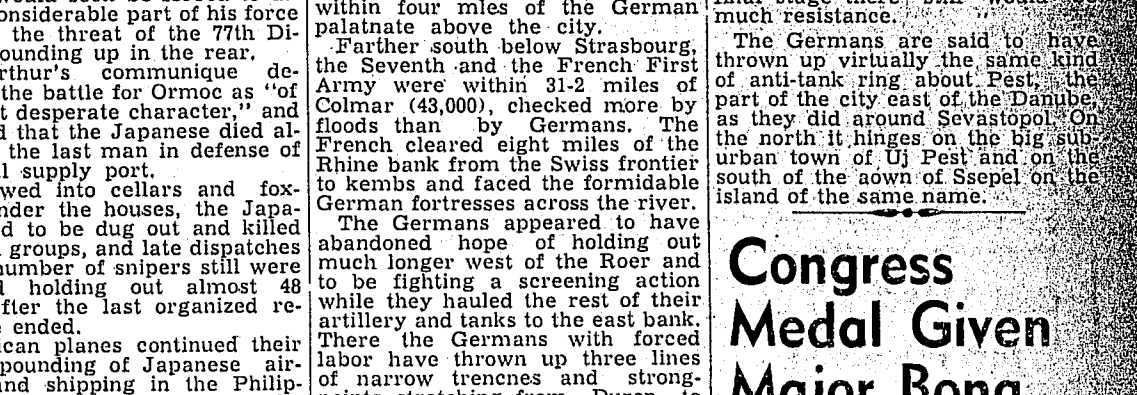 onsiderable part of his force
the threat of the 77th Di-
ounding up in the rear.
rthur's communique de-
the battle for Ormoc as "of
t desperate character," and
d that the Japanese died al-
the last man in defense of
l supply port.
wed into cellars and fox-
nder the houses, the Japa-
d to be dug out and killed
groups, and late dispatches
number of snipers still were
d holding out almost 48
fter the last organized re-
e ended.
ican planes continued their
pounding of Japanese air-
and shipping in the Philip-
within four mles of the German
palatnate above the city.
Farther south below Strasbourg,
the Seventh and the French First
Army were within 31-2 miles of
Colmar (43,000), checked more by
floods than by Germans. The
French cleared eight miles of the
Rhine bank from the Swiss frontier
to kembs and faced the formidable
German fortresses across the river.
The Germans appeared to have
abandoned hope of holding out
much longer west of the Roer and
to be fighting a screening action
while they hauled the rest of their
artillery and tanks to the east bank.
There the Germans with forced
labor have thrown up three lines
of narrow trencnes and strong-
much resistance.
The Germans are said to have
thrown up virtually the same kind
of anti-tank ring about Pest, the
part of the city east of the Danube,
as they did around Sevastopol. On
the north it hinges on the big sub-
urban town of Uj Pest and on the
south of the aown of Ssepel on the
island of the same name.
Congress
Medal Given
Major Bong